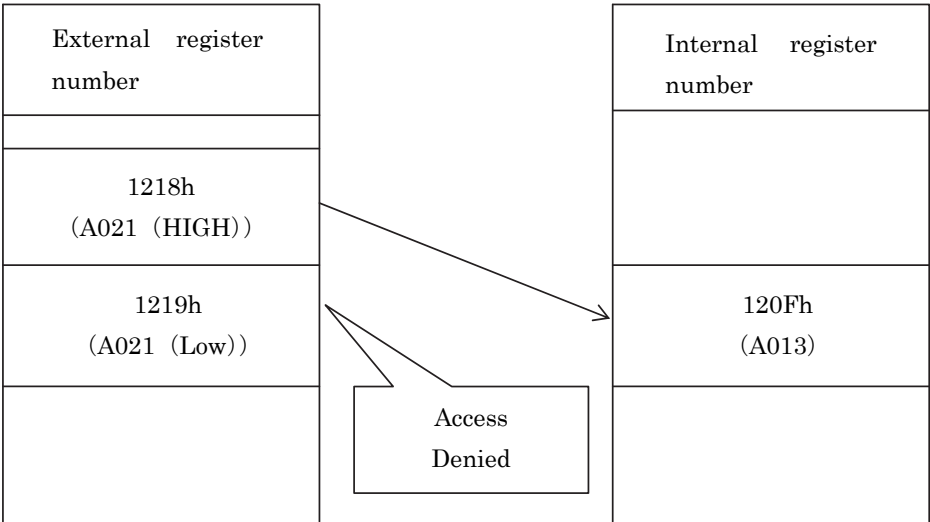 External register
number
Internal register
number
1218h
(A021 (HIGH))
1219h
(A021 (Low))
120Fh
(A013)
Access
Denied